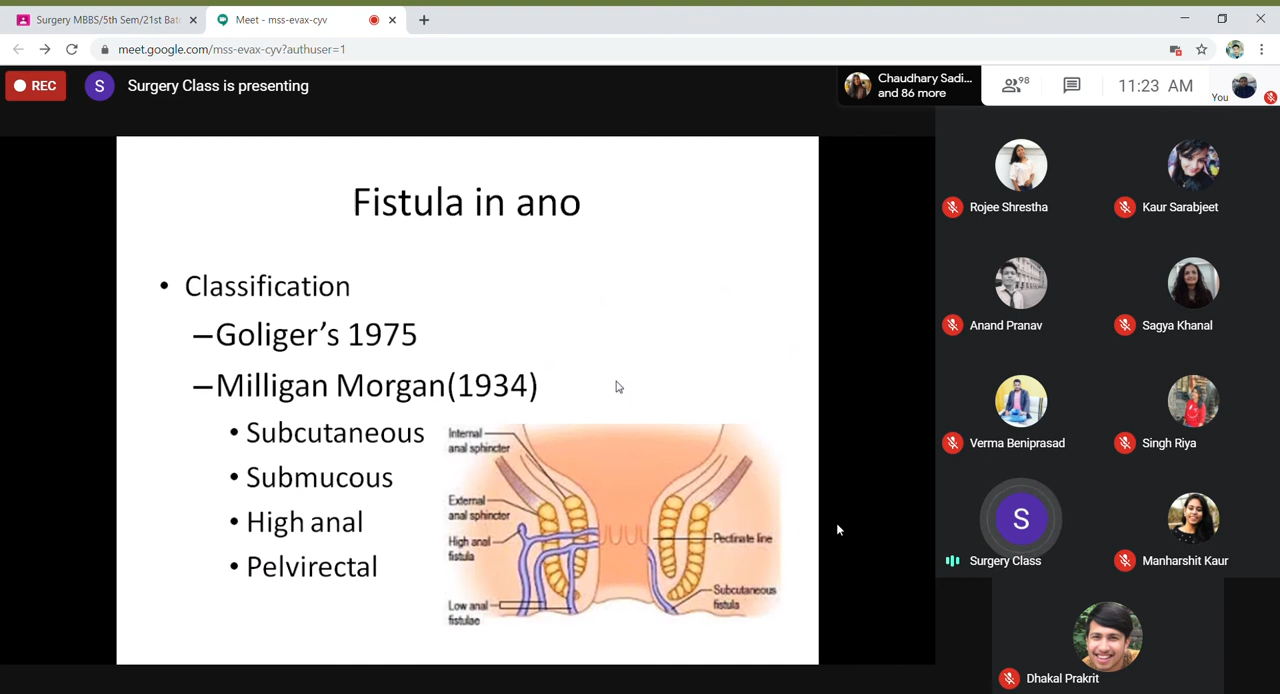 Surgery MBBS/5th Sem/21st Bat
Meet - mss-evax-cyv
meet.google.com/mss-evax-cyv?authuser=1
REC
S
Surgery Class is presenting
Chaudhary Sadi...
and 86 more
98
11:23 AM
You
Fistula in ano
• Classification
–Goliger's 1975
–Milligan Morgan(1934)
• Subcutaneous
• Submucous
• High anal
• Pelvirectal
Internal
anal sphincter
External
anal sphincter
High anal
fistula
Low anal
fistulae
Pectinate line
Subcutaneous
fistula
Rojee Shrestha
Kaur Sarabjeet
Anand Pranav
Sagya Khanal
Verma Beniprasad
Singh Riya
S
Surgery Class
Manharshit Kaur
Dhakal Prakrit